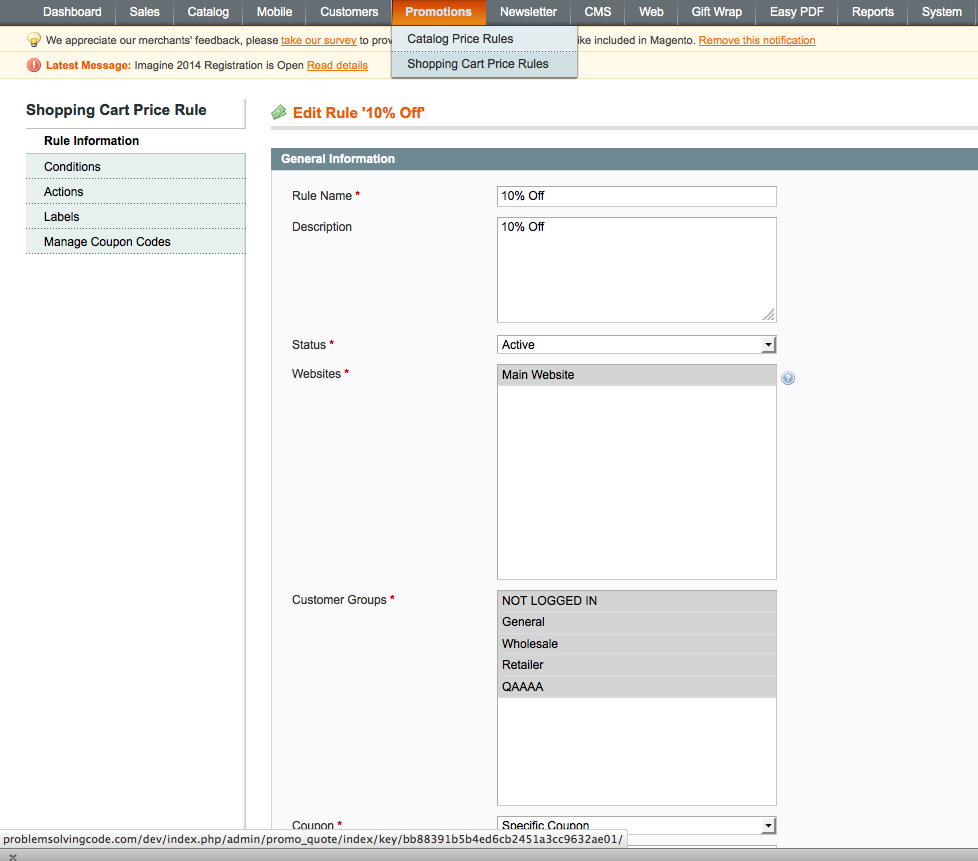 Dashboard Sales Catalog Mobile Customers Promotions Newsletter CMS Web Gift Wrap Easy PDF Reports System
Catalog Price Rules
Shopping Cart Price Rules
We appreciate our merchants' feedback, please take our survey to prov ike included in Magento. Remove this notification
Latest Message: Imagine 2014 Registration is Open Read details
Shopping Cart Price Rule
Rule Information
Conditions
Actions
Labels
Manage Coupon Codes
Edit Rule '10% Off'
General Information
Rule Name * 10% Off
Description 10% Off
Status * Active
Websites * Main Website
Customer Groups * NOT LOGGED IN
General
Wholesale
Retailer
QAAAA
Coupon * Specific Coupon
problemsolvingcode.com/dev/index.php/admin/promo_quote/index/key/bb88391b5b4ed6cb2451a3cc9632ae01/